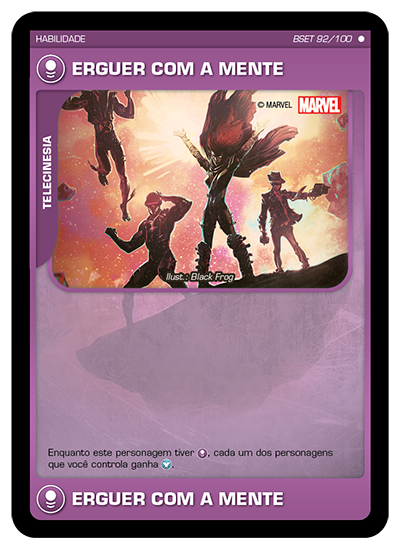 HABILIDADE
BSET 92/100
ERGUER COM A MENTE
© MARVEL MARVEL
TELECINESIA
Ilust.: Black Frog
Enquanto este personagem tiver , cada um dos personagens
que você controla ganha .
ERGUER COM A MENTE